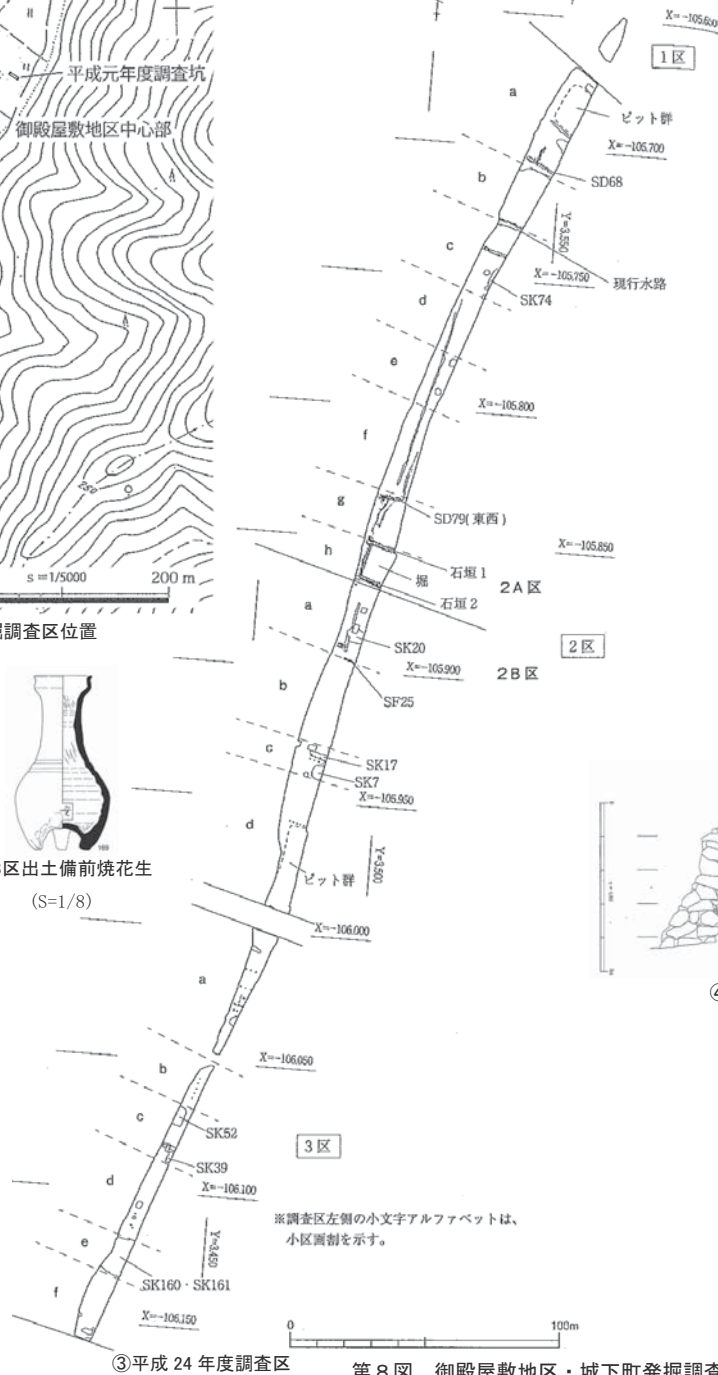 平成元年度調査坑
御殿屋敷地区中心部
250
s =1/5000
200 m
調査区位置
169
区出土備前焼花生
(S=1/8)
1区
a
ピット群
X=-105.700
SD68
b
Y=3.550
c
X=-105.750
現行水路
SK74
d
e
X=-105.800
f
g
SD79(東西)
X=-105.850
h
石垣1
堀
2A区
石垣2
a
2区
SK20
X=-105.900
2B区
SF25
b
c
SK17
SK7
X=-105.950
d
Y=3.500
ピット群
X=-106.000
a
X=-106.050
b
c
SK52
3区
SK39
d
X=-106.100
※調査区左側の小文字アルファベットは、
小区画割を示す。
Y=3.450
e
SK160・SK161
f
X=-106.150
0
100m
③平成 24 年度調査区
④
第8図 御殿屋敷地区・城下町発掘調査